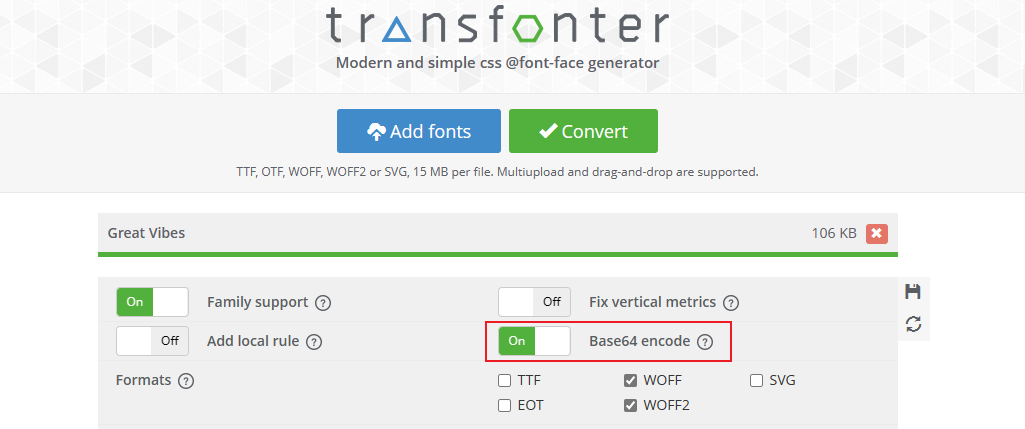 transfonter
Modern and simple css @font-face generator
Add fonts
Convert
TTF, OTF, WOFF, WOFF2 or SVG, 15 MB per file. Multiupload and drag-and-drop are supported.
Great Vibes 106 KB
On Family support ? Off Fix vertical metrics ?
Off Add local rule ? On Base64 encode ?
Formats ? TTF WOFF SVG
EOT WOFF2